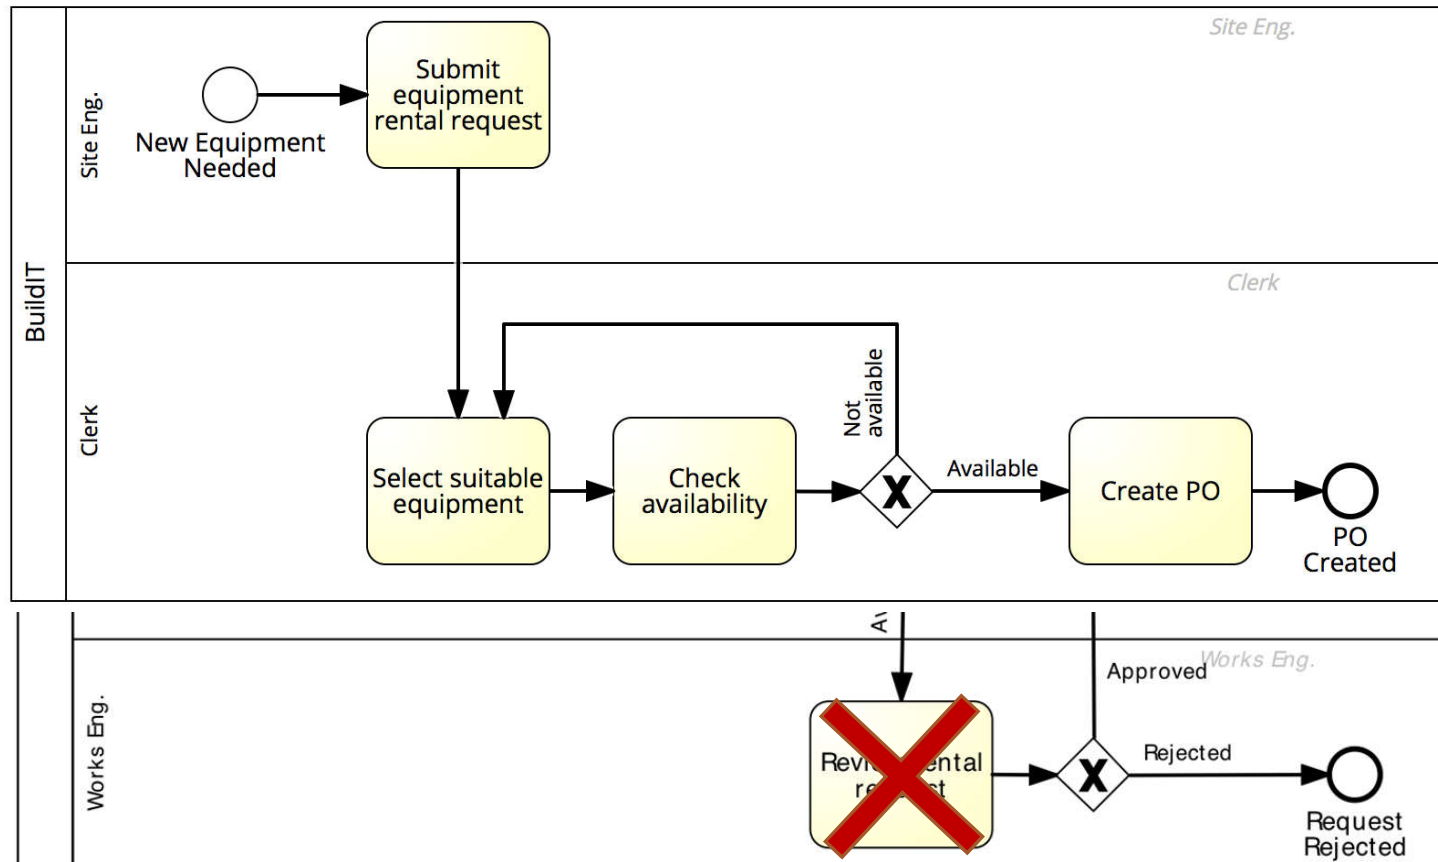 Site Eng.
Submit
equipment
rental request
Site Eng.
New Equipment
Needed
BuildIT
Clerk
Clerk
Not
available
Select suitable
equipment
Check
availability
X
Available
Create PO
PO
Created
Works Eng.
Approved
Works Eng.
X
Rejected
Request
Rejected